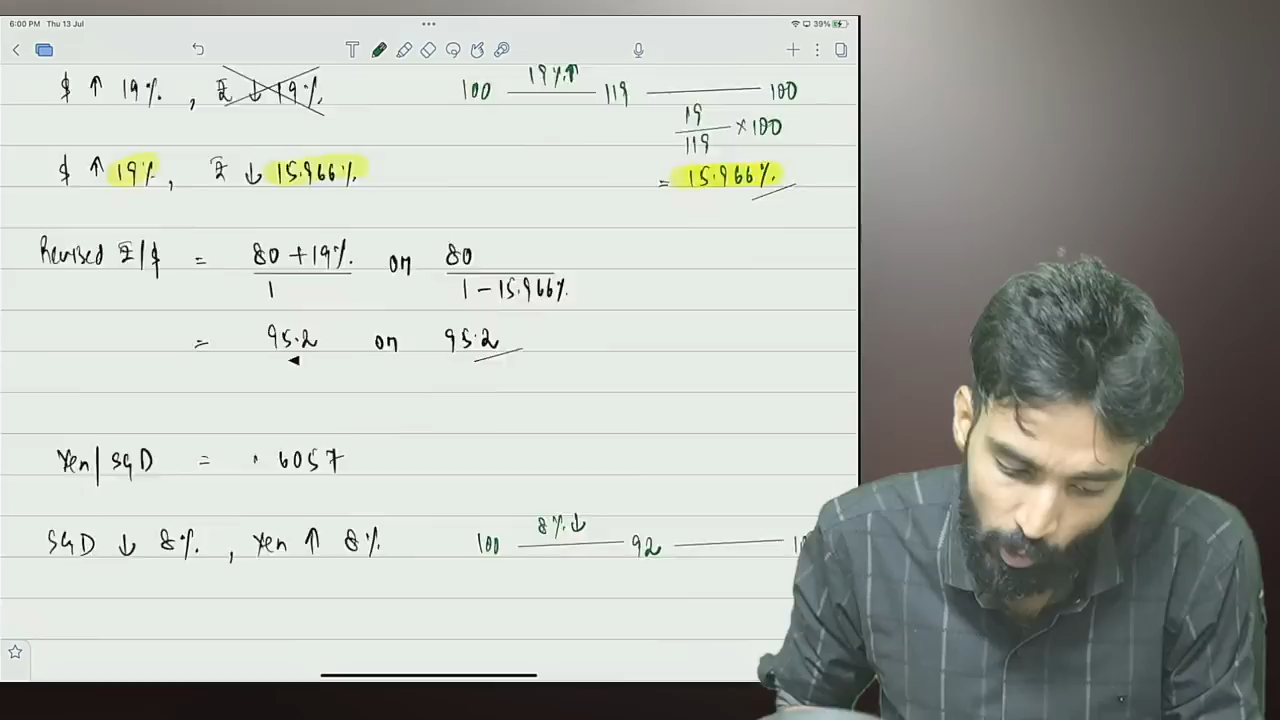 6:00 PM Thu 13 Jul
39%
$ ↑ 19%, ₹ ↓ 19%.
100 19%↑ 119 100
19/119 × 100
$ ↑ 19%, ₹ ↓ 15.966%.
= 15.966%.
Revised ₹/$ = 80 + 19%./1 or 80/1 - 15.966%.
= 95.2 or 95.2
Yen/SGD = .6057
SGD ↓ 8%., Yen ↑ 8%.
100 8%↓ 92